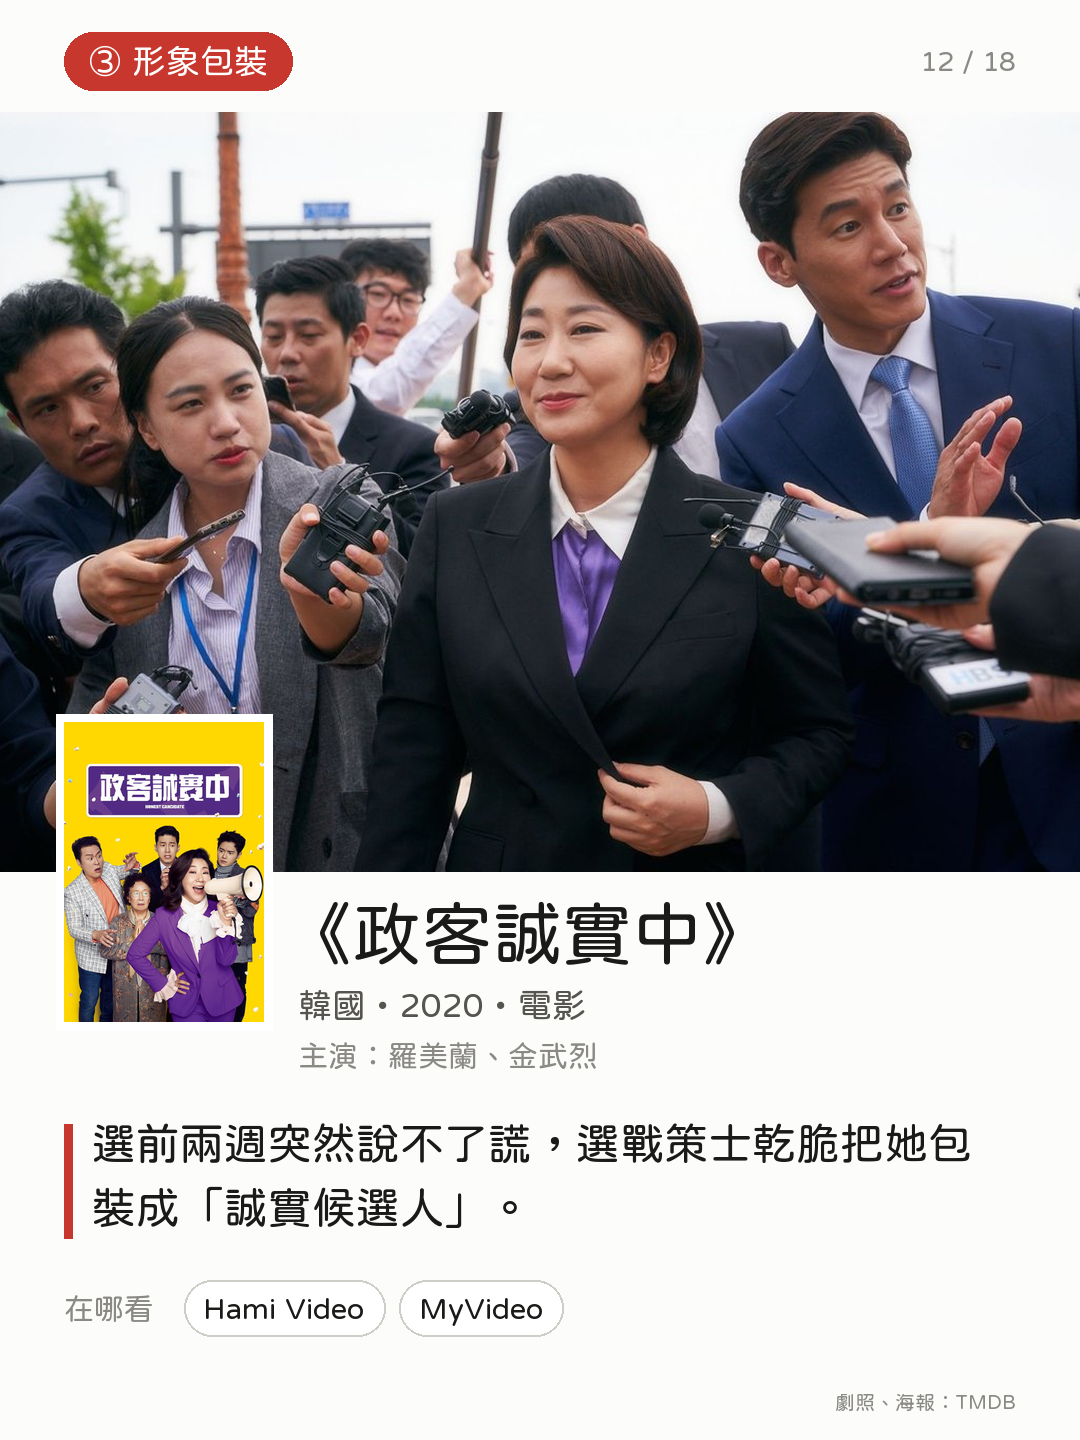 ③ 形象包裝
12 / 18
政客誠實中
HONEST CANDIDATE
《政客誠實中》
韓國・2020・電影
主演：羅美蘭、金武烈
選前兩週突然說不了謊，選戰策士乾脆把她包
裝成「誠實候選人」。
在哪看
Hami Video
MyVideo
劇照、海報：TMDB